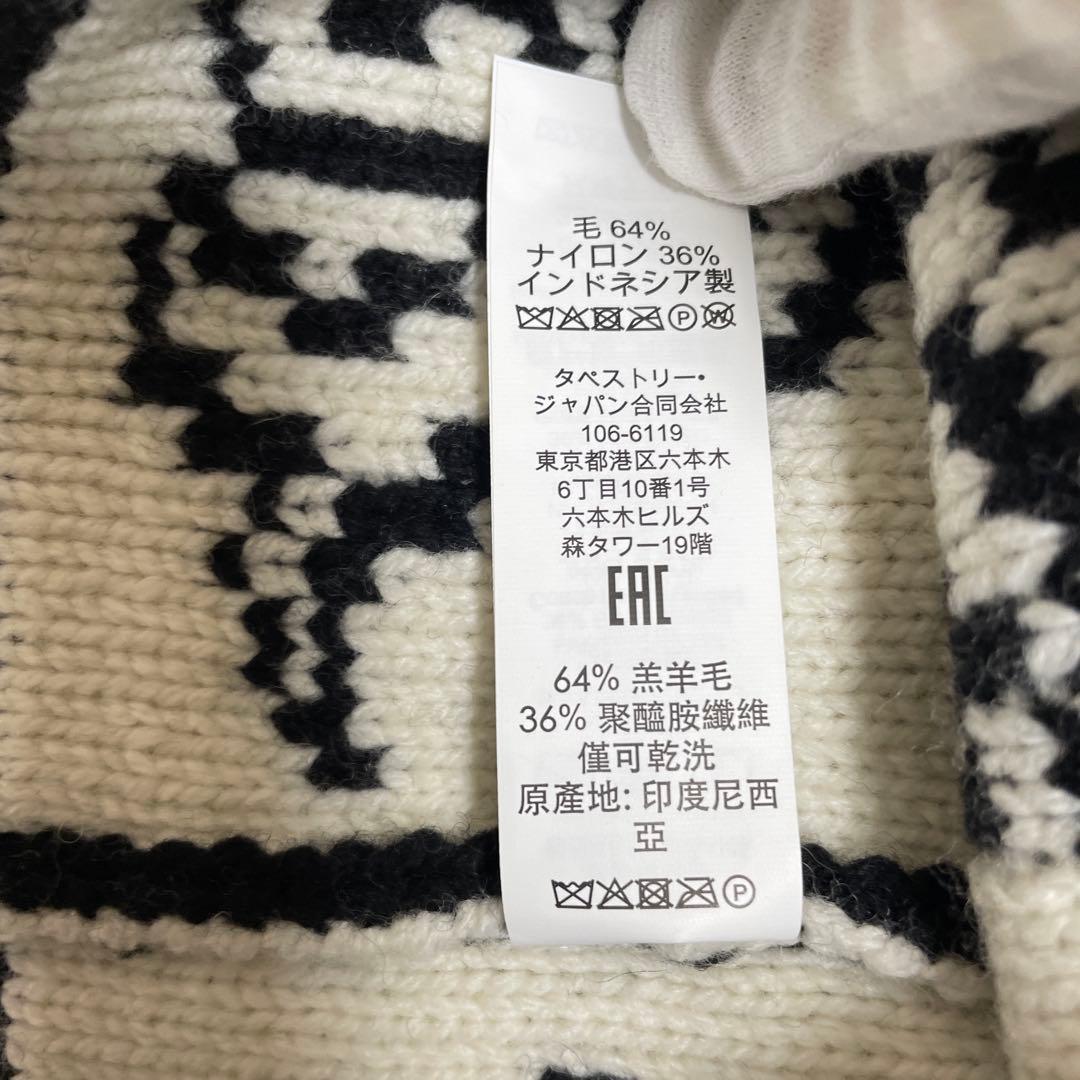 毛 64%
ナイロン 36%
インドネシア製
P W
タペストリー・
ジャパン合同会社
106-6119
東京都港区六本木
6丁目10番1号
六本木ヒルズ
森タワー19階
EAC
64% 羔羊毛
36% 聚醯胺纖維
僅可乾洗
原產地: 印度尼西
亞
P